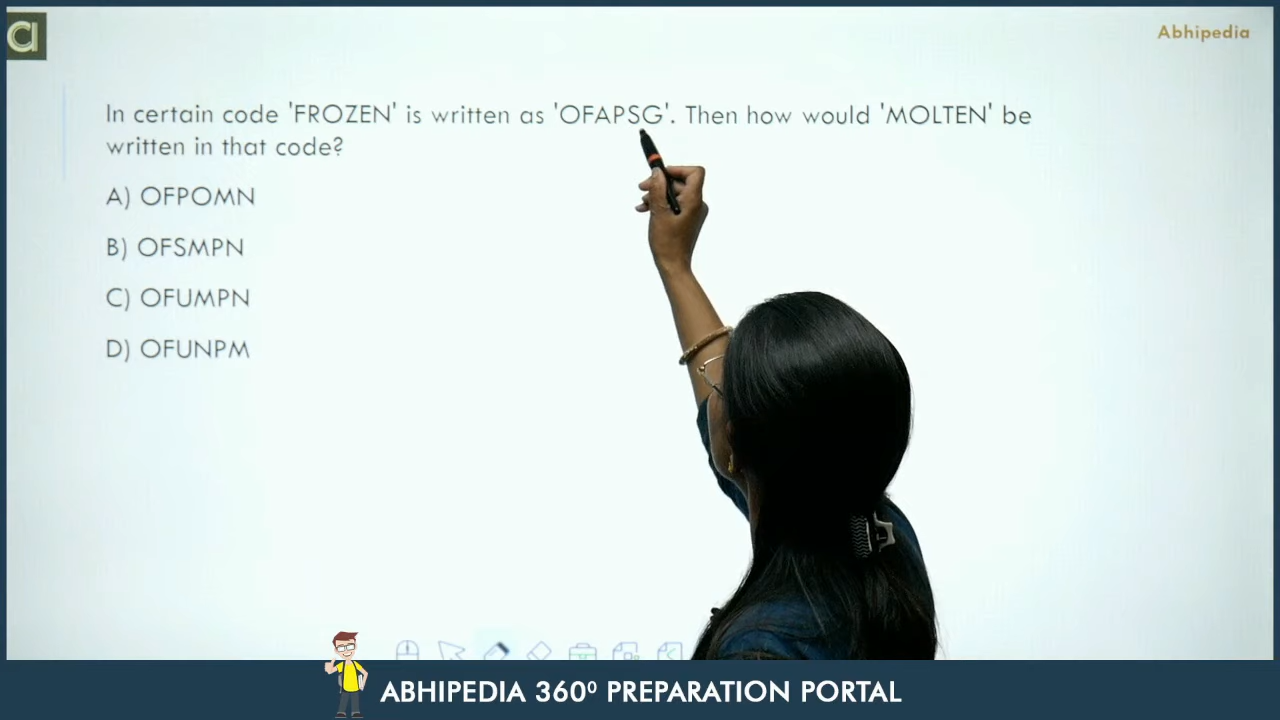 a
Abhipedia
In certain code 'FROZEN' is written as 'OFAPSG'. Then how would 'MOLTEN' be
written in that code?
A) OFPOMN
B) OFSMPN
C) OFUMPN
D) OFUNPM
ABHIPEDIA 360⁰ PREPARATION PORTAL